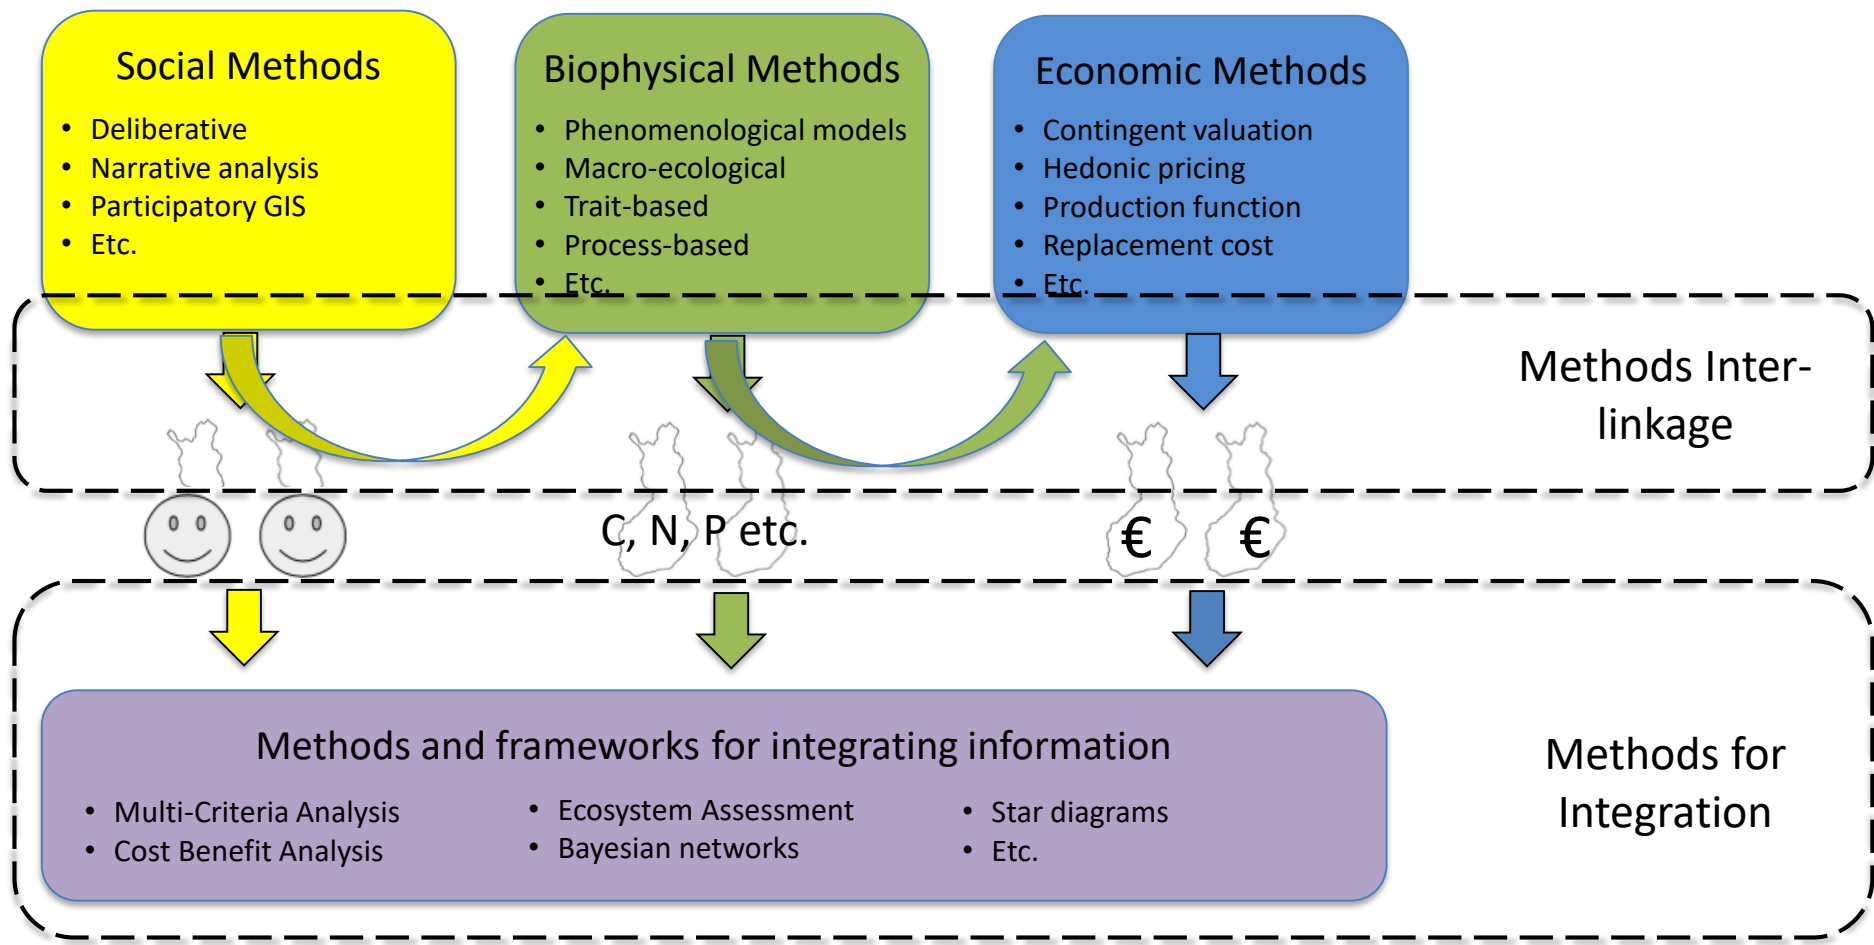 Social Methods
• Deliberative
• Narrative analysis
• Participatory GIS
• Etc.
Biophysical Methods
• Phenomenological models
• Macro-ecological
• Trait-based
• Process-based
• Etc.
Economic Methods
• Contingent valuation
• Hedonic pricing
• Production function
• Replacement cost
• Etc.
Methods Inter-
linkage
C, N, P etc.
€ €
Methods and frameworks for integrating information
• Multi-Criteria Analysis
• Cost Benefit Analysis
• Ecosystem Assessment
• Bayesian networks
• Star diagrams
• Etc.
Methods for
Integration